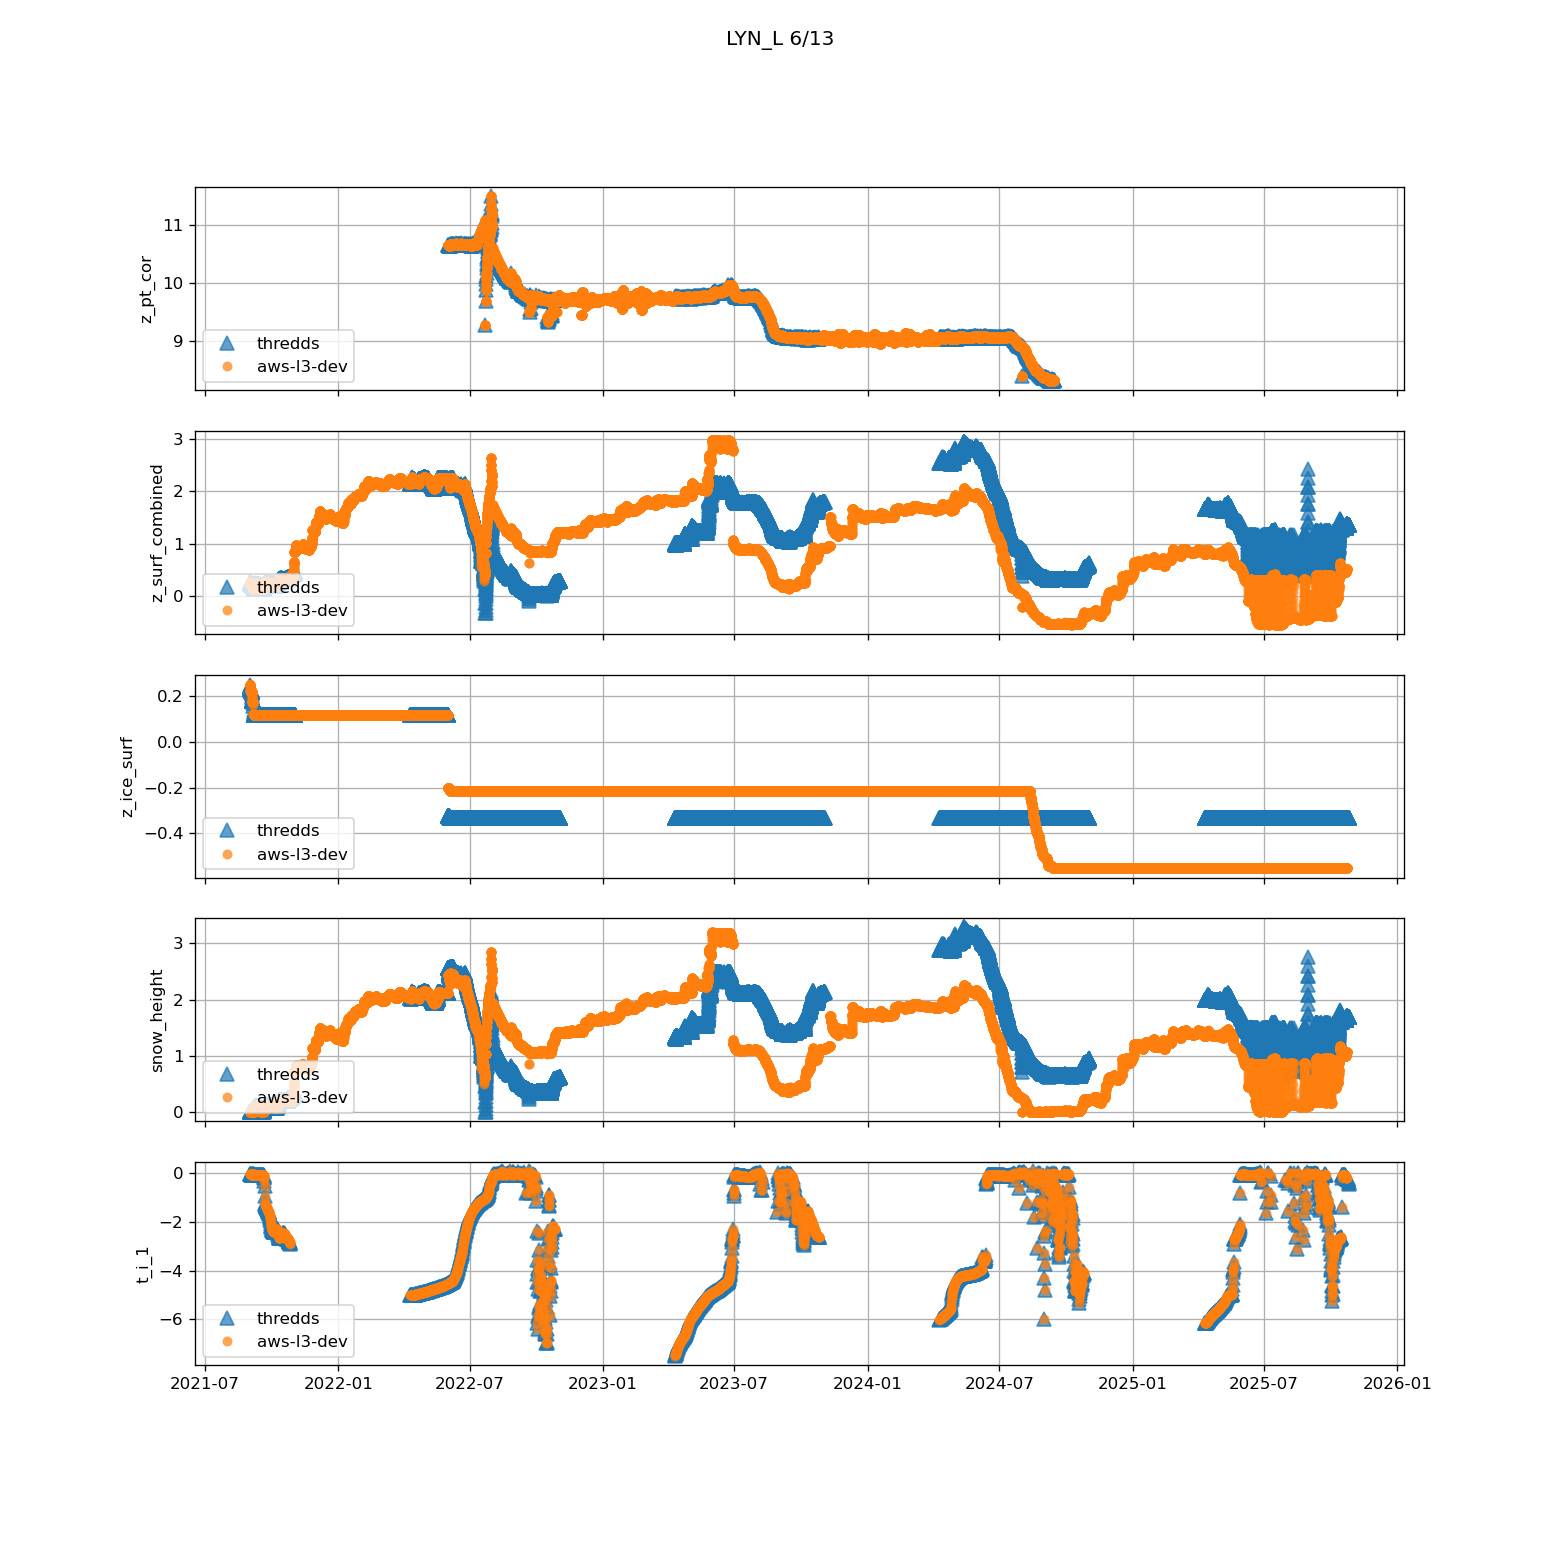 LYN_L 6/13
z_pt_cor
11
10
9
thredds
aws-l3-dev
z_surf_combined
3
2
1
0
thredds
aws-l3-dev
z_ice_surf
0.2
0.0
−0.2
−0.4
thredds
aws-l3-dev
snow_height
3
2
1
0
thredds
aws-l3-dev
t_i_1
0
−2
−4
−6
thredds
aws-l3-dev
2021-07 2022-01 2022-07 2023-01 2023-07 2024-01 2024-07 2025-01 2025-07 2026-01